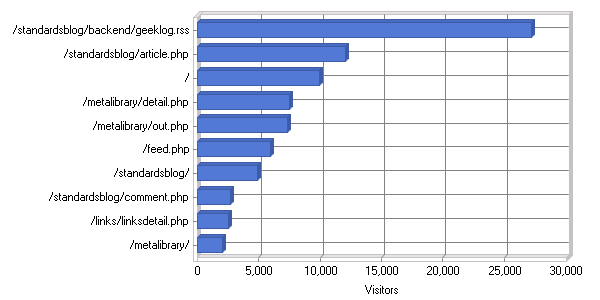 /standardsblog/backend/geeklog.rss
/standardsblog/article.php
/
/metalibrary/detail.php
/metalibrary/out.php
/feed.php
/standardsblog/
/standardsblog/comment.php
/links/linksdetail.php
/metalibrary/
0 5,000 10,000 15,000 20,000 25,000 30,000
Visitors